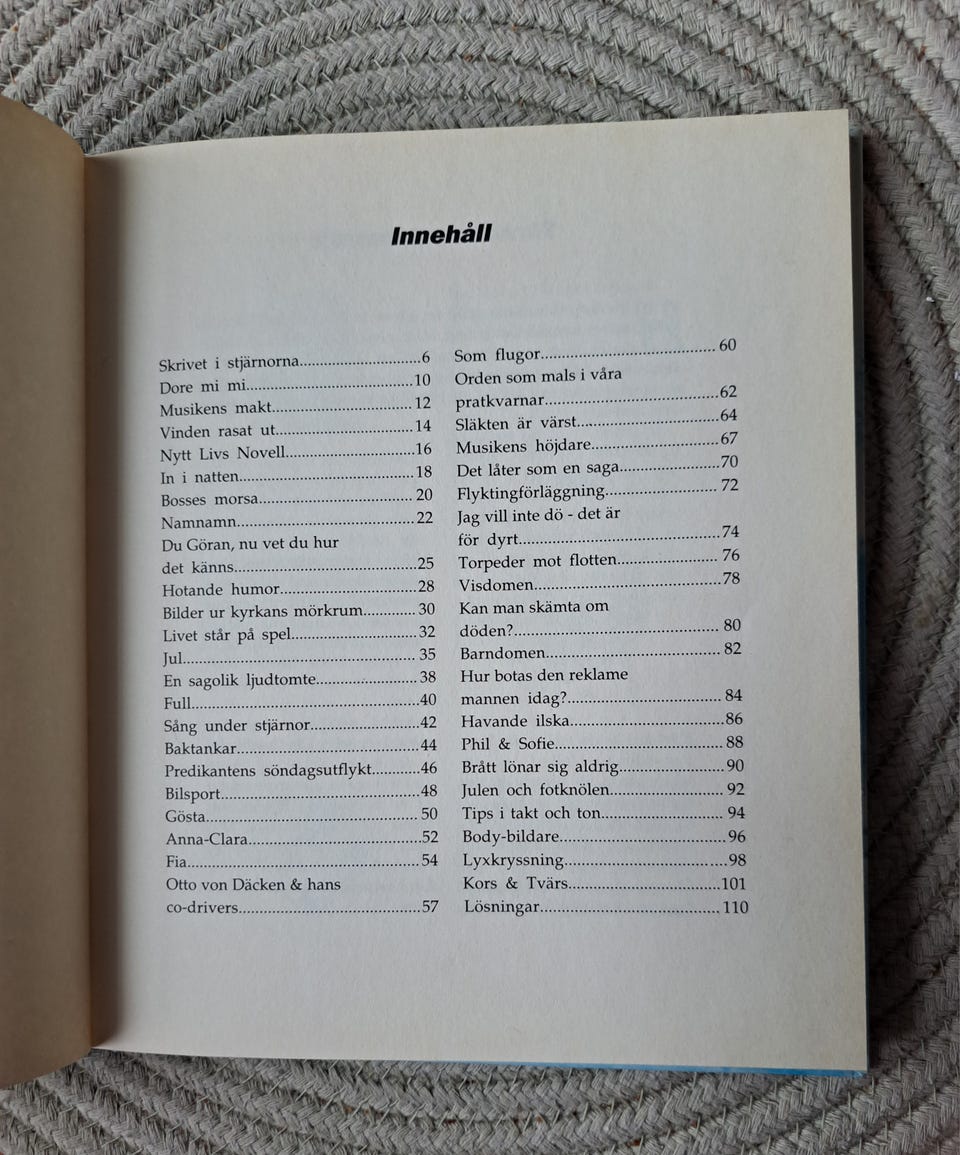 Innehåll
Skrivet i stjärnorna............................6
Dore mi mi.......................................10
Musikens makt................................. 12
Vinden rasat ut................................14
Nytt Livs Novell..............................16
In i natten........................................18
Bosses morsa................................... 20
Namnamn.........................................22
Du Göran, nu vet du hur
det känns..........................................25
Hotande humor................................28
Bilder ur kyrkans mörkrum............30
Livet står på spel.............................32
Jul..................................................... 35
En sagolik ljudtomte....................... 38
Full.....................................................40
Sång under stjärnor.........................42
Baktankar..........................................44
Predikantens söndagsutflykt...........46
Bilsport..............................................48
Gösta................................................. 50
Anna-Clara........................................52
Fia......................................................54
Otto von Däcken & hans
co-drivers..........................................57
Som flugor........................................ 60
Orden som mals i våra
pratkvarnar........................................62
Släkten är värst.................................64
Musikens höjdare..............................67
Det låter som en saga.......................70
Flyktingförläggning.......................... 72
Jag vill inte dö - det är
för dyrt...............................................74
Torpeder mot flotten........................ 76
Visdomen...........................................78
Kan man skämta om
döden?................................................ 80
Barndomen........................................ 82
Hur botas den reklame
mannen idag?.................................... 84
Havande ilska....................................86
Phil & Sofie....................................... 88
Brått lönar sig aldrig........................90
Julen och fotknölen.......................... 92
Tips i takt och ton............................ 94
Body-bildare.......................................96
Lyxkryssning......................................98
Kors & Tvärs....................................101
Lösningar.......................................... 110